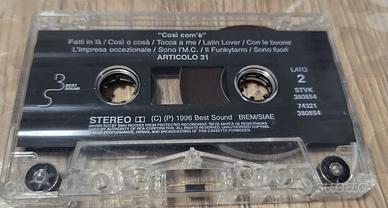 "Così com'è"
Fatti in là / Così e cosà / Tocca a me / Latin Lover / Con le buone
L'impresa eccezionale / Sono l'M.C. / Il Funkytarro / Sono fuori
ARTICOLO 31
BEST
SOUND
LATO
2
STVK
380854
74321
380854
STEREO (C) (P) 1996 Best Sound BIEM/SIAE
subito